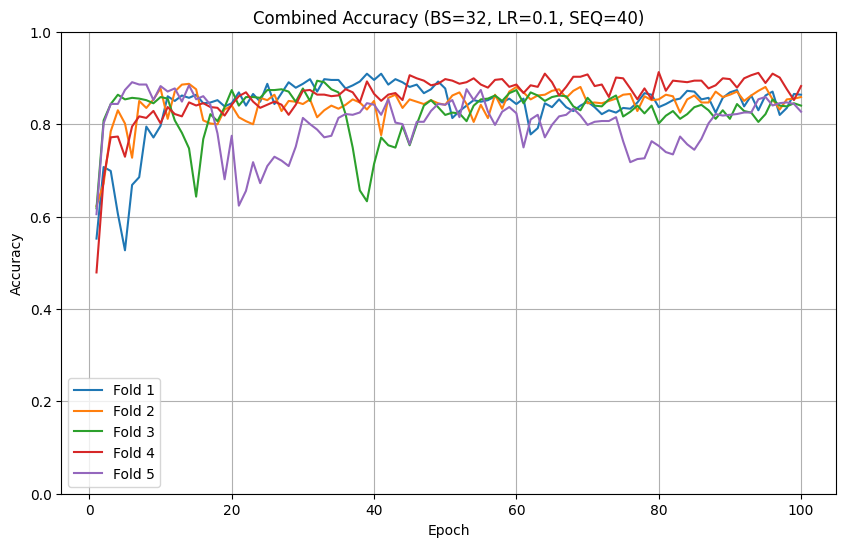 Combined Accuracy (BS=32, LR=0.1, SEQ=40)
1.0
0.8
0.6
0.4
0.2
0.0
Accuracy
Fold 1
Fold 2
Fold 3
Fold 4
Fold 5
0 20 40 60 80 100
Epoch